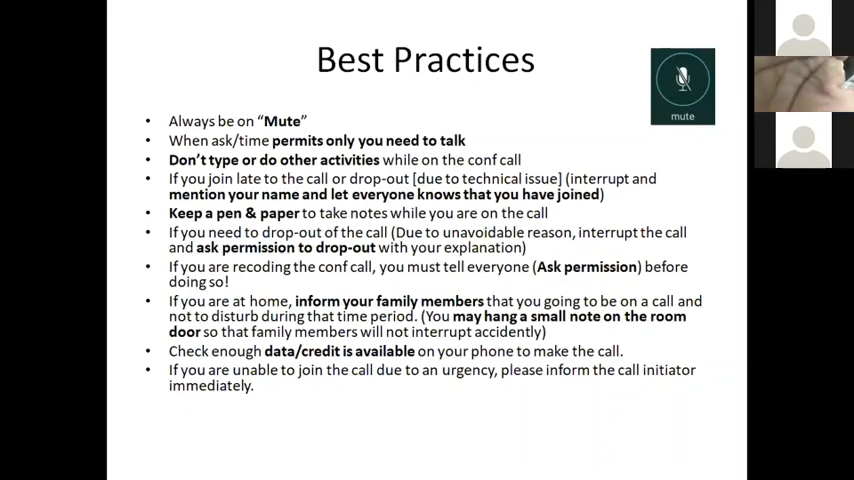 Best Practices
mute
Always be on “Mute”
When ask/time permits only you need to talk
Don’t type or do other activities while on the conf call
If you join late to the call or drop-out [due to technical issue] (interrupt and
mention your name and let everyone knows that you have joined)
Keep a pen & paper to take notes while you are on the call
If you need to drop-out of the call (Due to unavoidable reason, interrupt the call
and ask permission to drop-out with your explanation)
If you are recoding the conf call, you must tell everyone (Ask permission) before
doing so!
If you are at home, inform your family members that you going to be on a call and
not to disturb during that time period. (You may hang a small note on the room
door so that family members will not interrupt accidently)
Check enough data/credit is available on your phone to make the call.
If you are unable to join the call due to an urgency, please inform the call initiator
immediately.